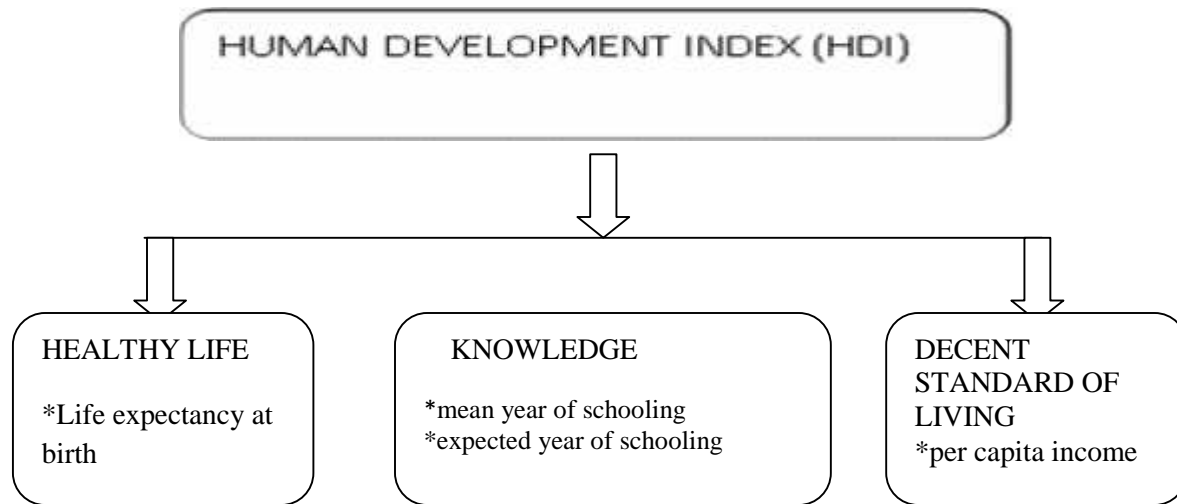 HUMAN DEVELOPMENT INDEX (HDI)
HEALTHY LIFE
*Life expectancy at
birth
KNOWLEDGE
*mean year of schooling
*expected year of schooling
DECENT
STANDARD OF
LIVING
*per capita income